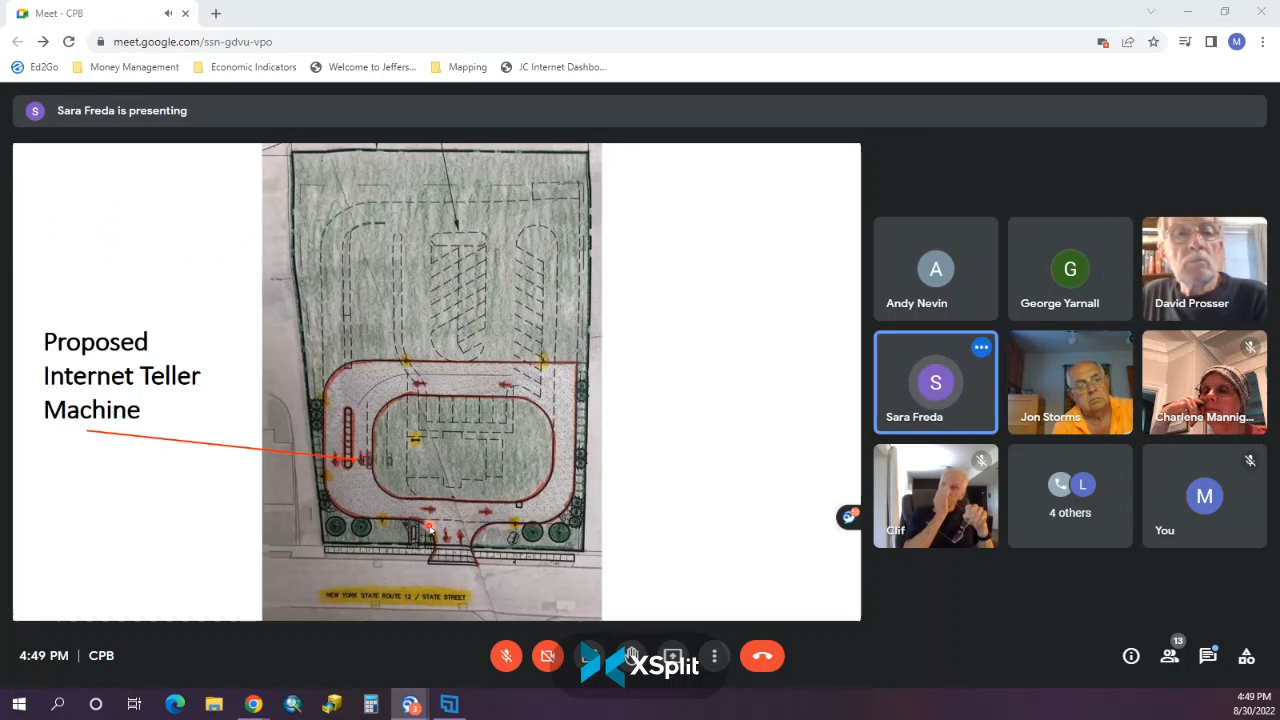 Meet - CPB
meet.google.com/ssn-gdvu-vpo
M
Ed2Go
Money Management
Economic Indicators
Welcome to Jeffers...
Mapping
JC Internet Dashbo...
S
Sara Freda is presenting
Proposed
Internet Teller
Machine
NEW YORK STATE ROUTE 12 / STATE STREET
A
Andy Nevin
G
George Yarnall
David Prosser
S
Sara Freda
Jon Storms
Charlene Mannig...
Clif
L
4 others
M
You
4:49 PM | CPB
XSplit
13
3
4:49 PM
8/30/2022